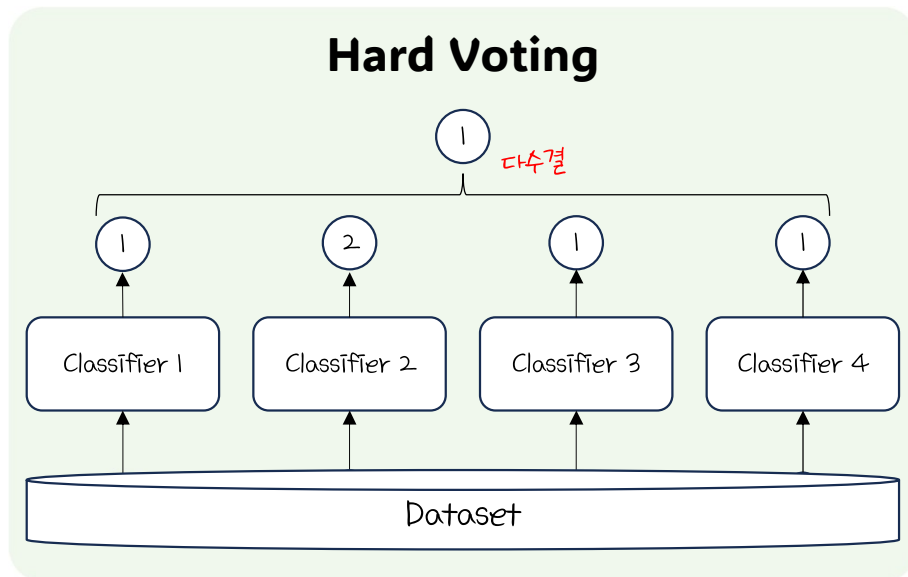 Hard Voting
1
다수결
1
2
1
1
Classifier 1
Classifier 2
Classifier 3
Classifier 4
Dataset